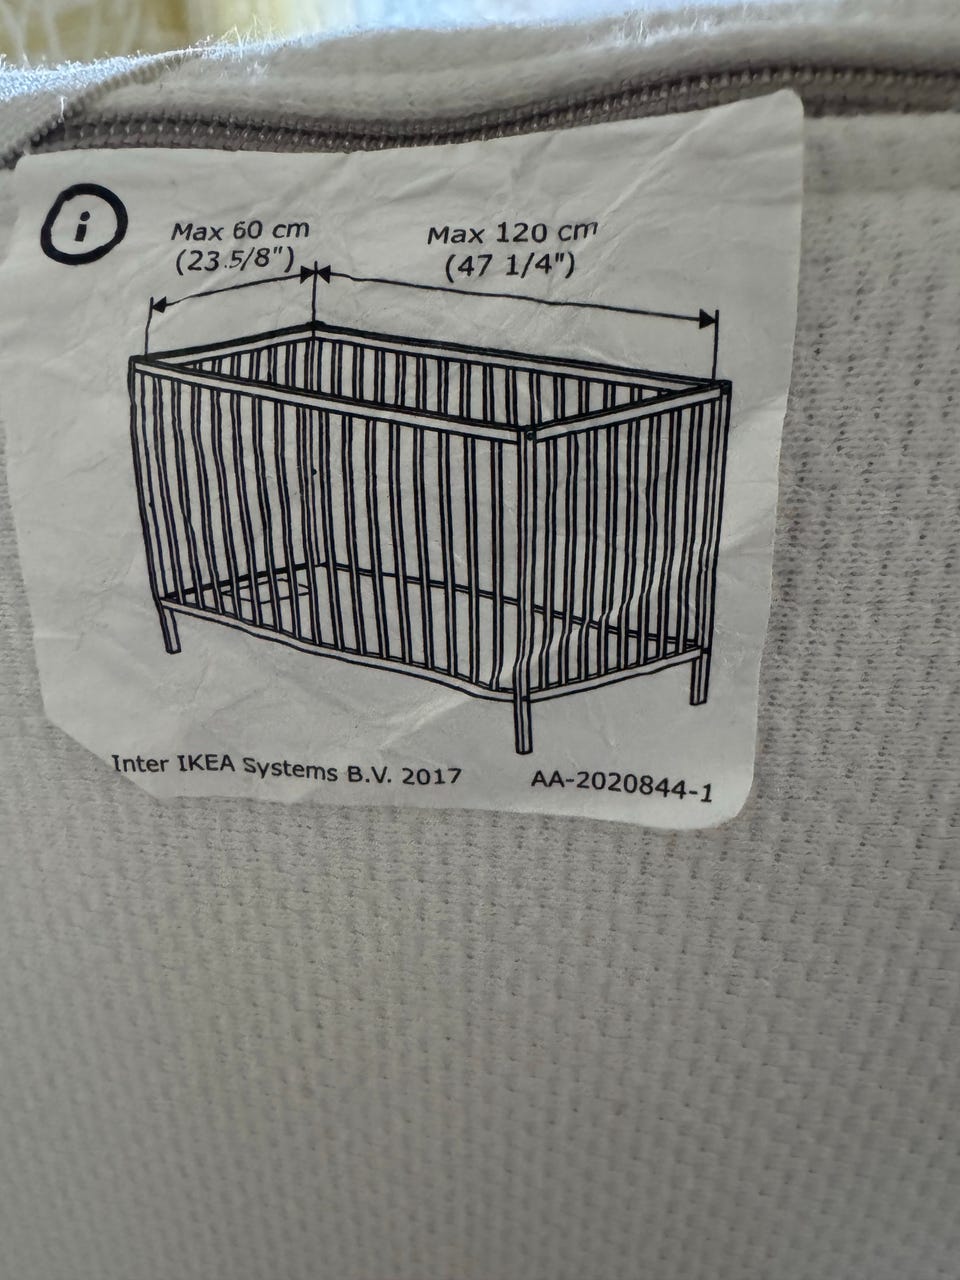 i
Max 60 cm
(23.5/8")
Max 120 cm
(47 1/4")
Inter IKEA Systems B.V. 2017
AA-2020844-1